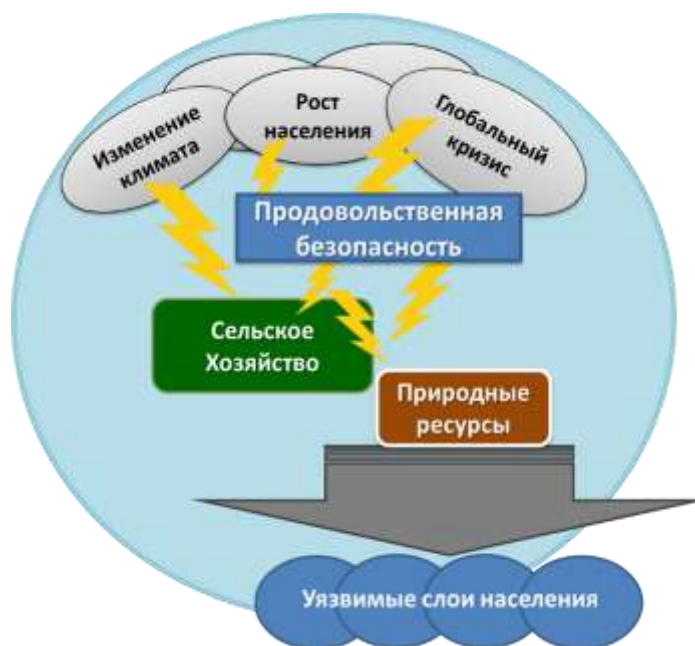 Изменение
климата
Рост
населения
Глобальный
кризис
Продовольственная
безопасность
Сельское
Хозяйство
Природные
ресурсы
Уязвимые слои населения